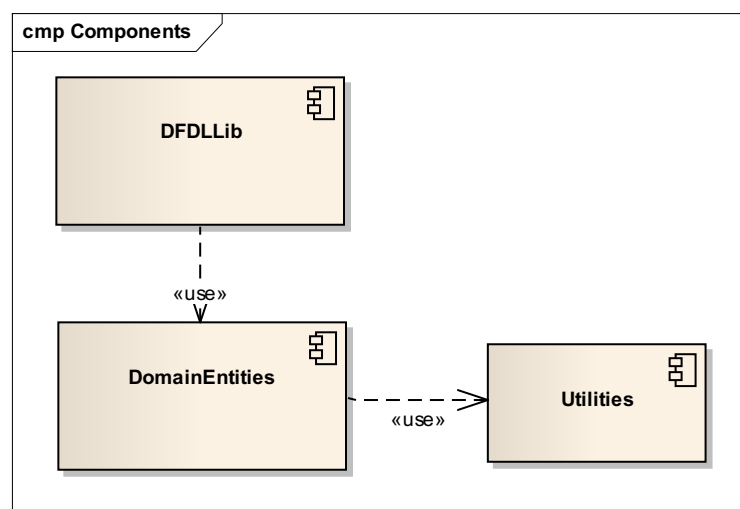 cmp Components
DFDLLib
«use»
DomainEntities
Utilities
«use»